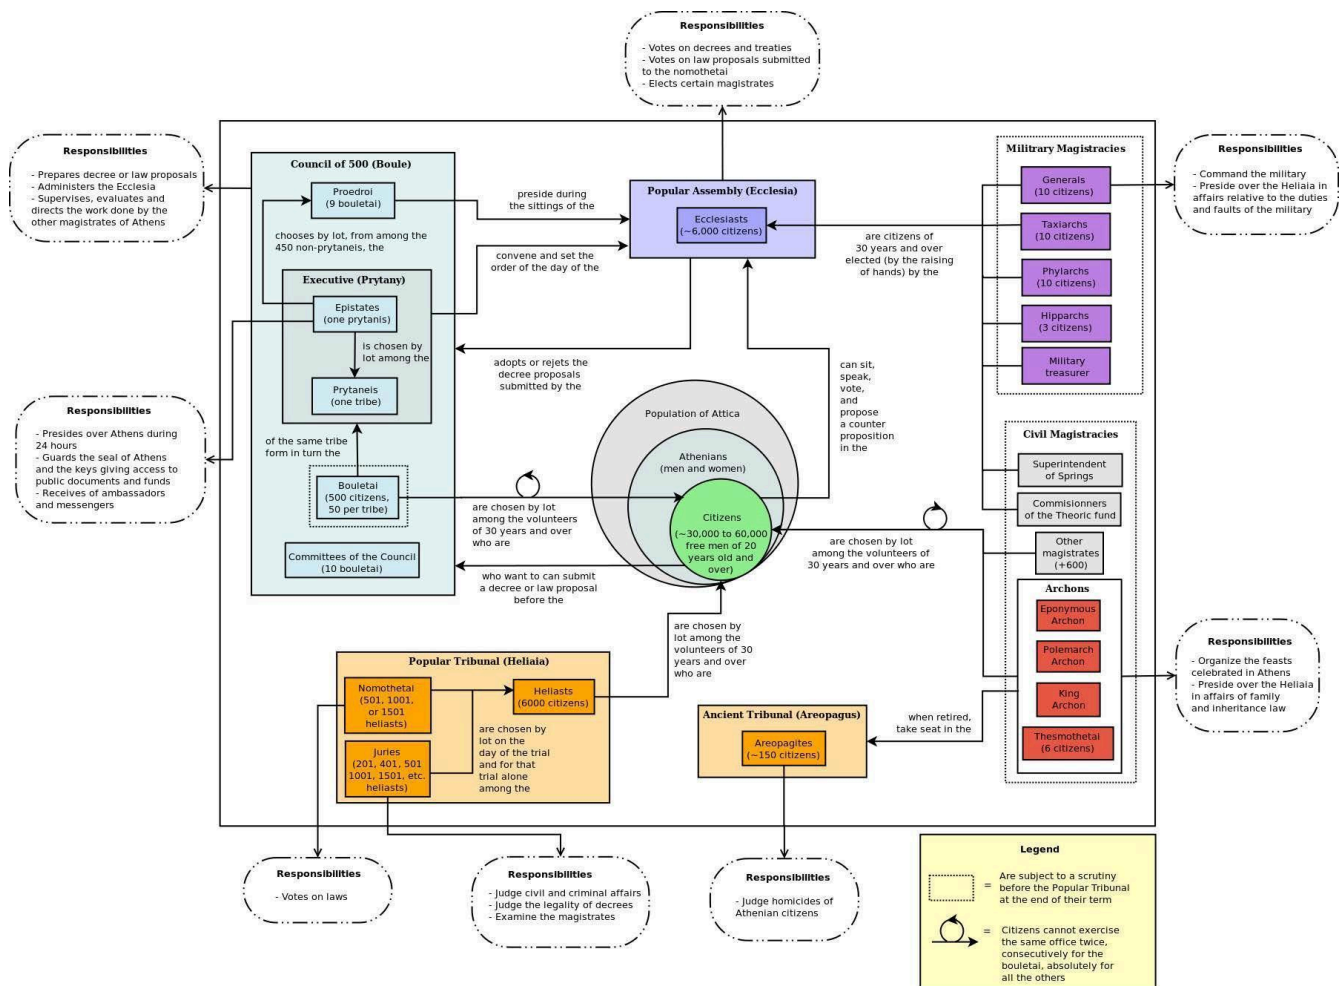 Responsibilities
- Votes on decrees and treaties
- Votes on law proposals submitted
to the nomothetai
- Elects certain magistrates
Responsibilities
- Prepares decree or law proposals
- Administers the Ecclesia
- Supervises, evaluates and
directs the work done by the
other magistrates of Athens
Council of 500 (Boule)
Proedroi
(9 bouletai)
chooses by lot, from among the
450 non-prytaneis, the
Executive (Prytany)
Epistates
(one prytanis)
is chosen by
lot among the
Prytaneis
(one tribe)
of the same tribe
form in turn the
Bouletai
(500 citizens,
50 per tribe)
Committees of the Council
(10 bouletai)
preside during
the sittings of the
convene and set the
order of the day of the
adopts or rejets the
decree proposals
submitted by the
are chosen by lot
among the volunteers
of 30 years and over
who are
who want to can submit
a decree or law proposal
before the
Popular Assembly (Ecclesia)
Ecclesiasts
(~6,000 citizens)
are citizens of
30 years and over
elected (by the raising
of hands) by the
can sit,
speak,
vote,
and
propose
a counter
proposition
in the
Population of Attica
Athenians
(men and women)
Citizens
(~30,000 to 60,000
free men of 20
years old and
over)
Military Magistracies
Generals
(10 citizens)
Taxiarchs
(10 citizens)
Phylarchs
(10 citizens)
Hipparchs
(3 citizens)
Military
treasurer
Responsibilities
- Command the military
- Preside over the Heliaia in
affairs relative to the duties
and faults of the military
Responsibilities
- Presides over Athens during
24 hours
- Guards the seal of Athens
and the keys giving access to
public documents and funds
- Receives of ambassadors
and messengers
Civil Magistracies
Superintendent
of Springs
Commisionners
of the Theoric fund
Other
magistrates
(+600)
Archons
Eponymous
Archon
Polemarch
Archon
King
Archon
Thesmothetai
(6 citizens)
are chosen by lot
among the volunteers of
30 years and over who are
when retired,
take seat in the
Responsibilities
- Organize the feasts
celebrated in Athens
- Preside over the Heliaia
in affairs of family
and inheritance law
are chosen by
lot among the
volunteers of 30
years and over
who are
Popular Tribunal (Heliaia)
Nomothetai
(501, 1001,
or 1501
heliasts)
Heliasts
(6000 citizens)
Juries
(201, 401, 501
1001, 1501, etc.
heliasts)
are chosen by
lot on the
day of the trial
and for that
trial alone
among the
Ancient Tribunal (Areopagus)
Areopagites
(~150 citizens)
Responsibilities
- Votes on laws
Responsibilities
- Judge civil and criminal affairs
- Judge the legality of decrees
- Examine the magistrates
Responsibilities
- Judge homicides of
Athenian citizens
Legend
= Are subject to a scrutiny
before the Popular Tribunal
at the end of their term
= Citizens cannot exercise
the same office twice,
consecutively for the
bouletai, absolutely for
all the others